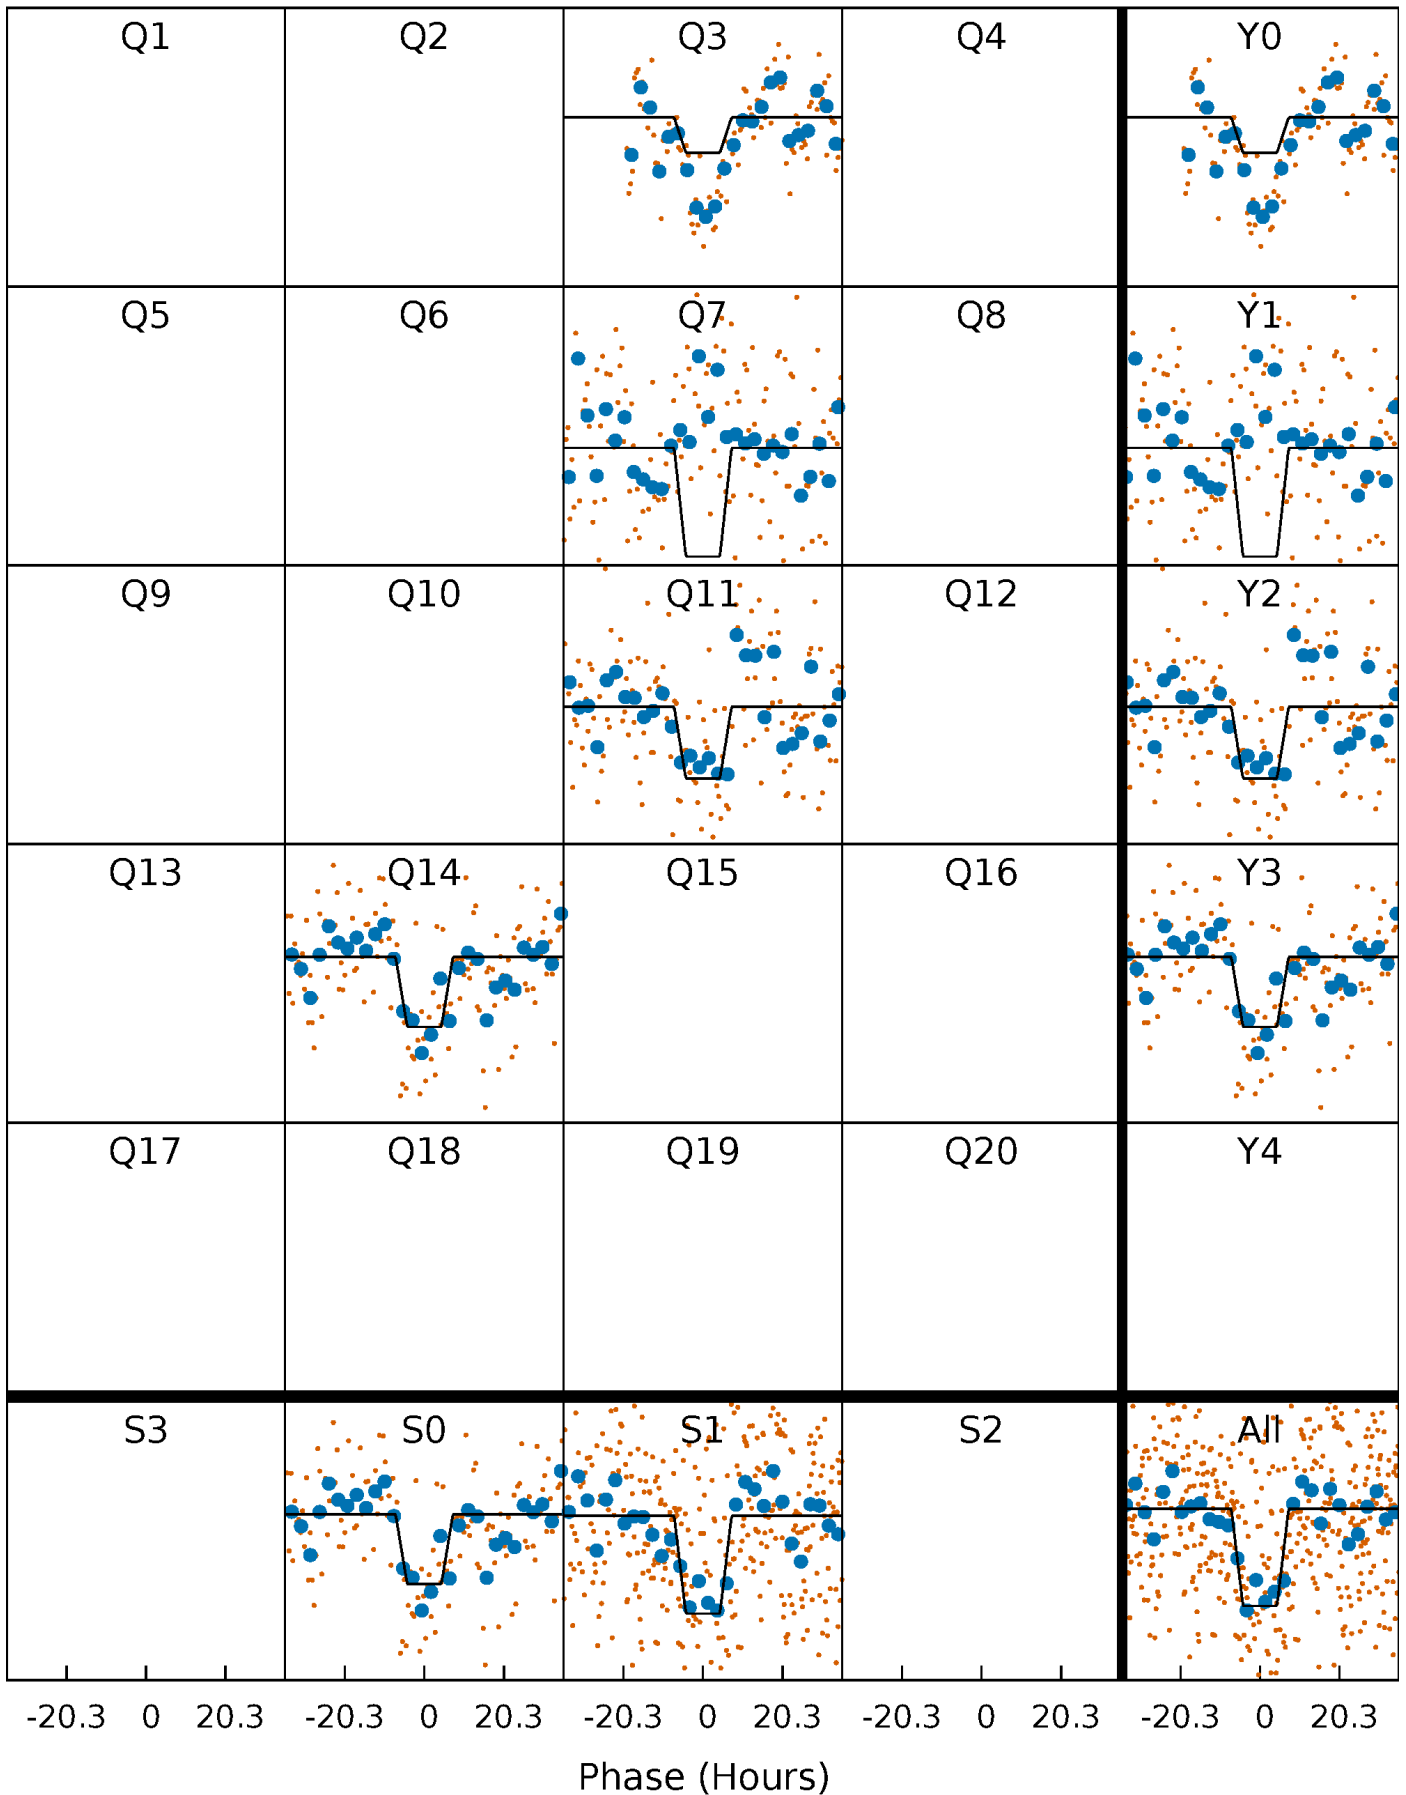 Q1 Q2 Q3 Q4 Y0
Q5 Q6 Q7 Q8 Y1
Q9 Q10 Q11 Q12 Y2
Q13 Q14 Q15 Q16 Y3
Q17 Q18 Q19 Q20 Y4
S3 S0 S1 S2 All
-20.3 0 20.3 -20.3 0 20.3 -20.3 0 20.3 -20.3 0 20.3 -20.3 0 20.3
Phase (Hours)